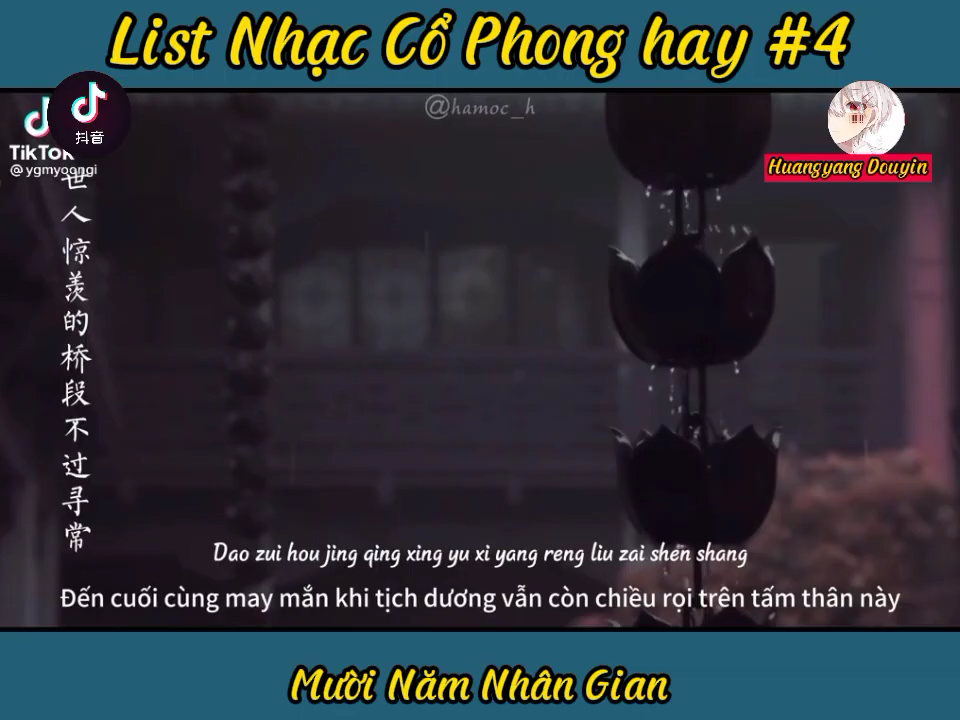 List Nhạc Cổ Phong hay #4
@hamoc_h
抖音
TikTok
@ygmyoongi
Huangyang Douyin
世人惊羡的桥段不过寻常
Dao zui hou jing qing xing yu xi yang reng liu zai shen shang
Đến cuối cùng may mắn khi tịch dương vẫn còn chiều rọi trên tấm thân này
Mười Năm Nhân Gian